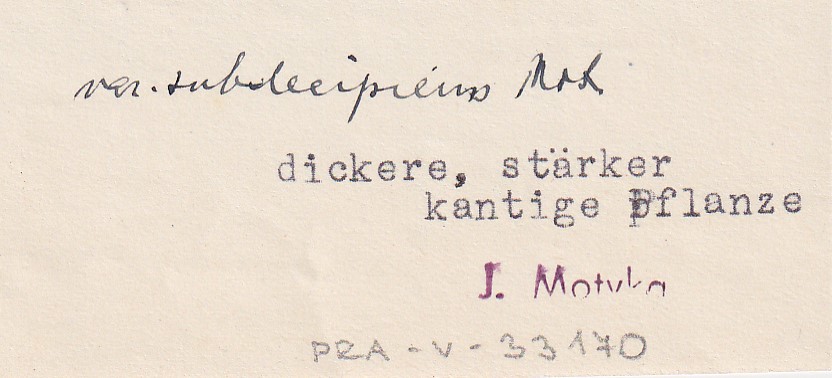 var. subdecipiens Mot.
dickere, stärker
kantige Pflanze
J. Motyka
PRA-V-33170